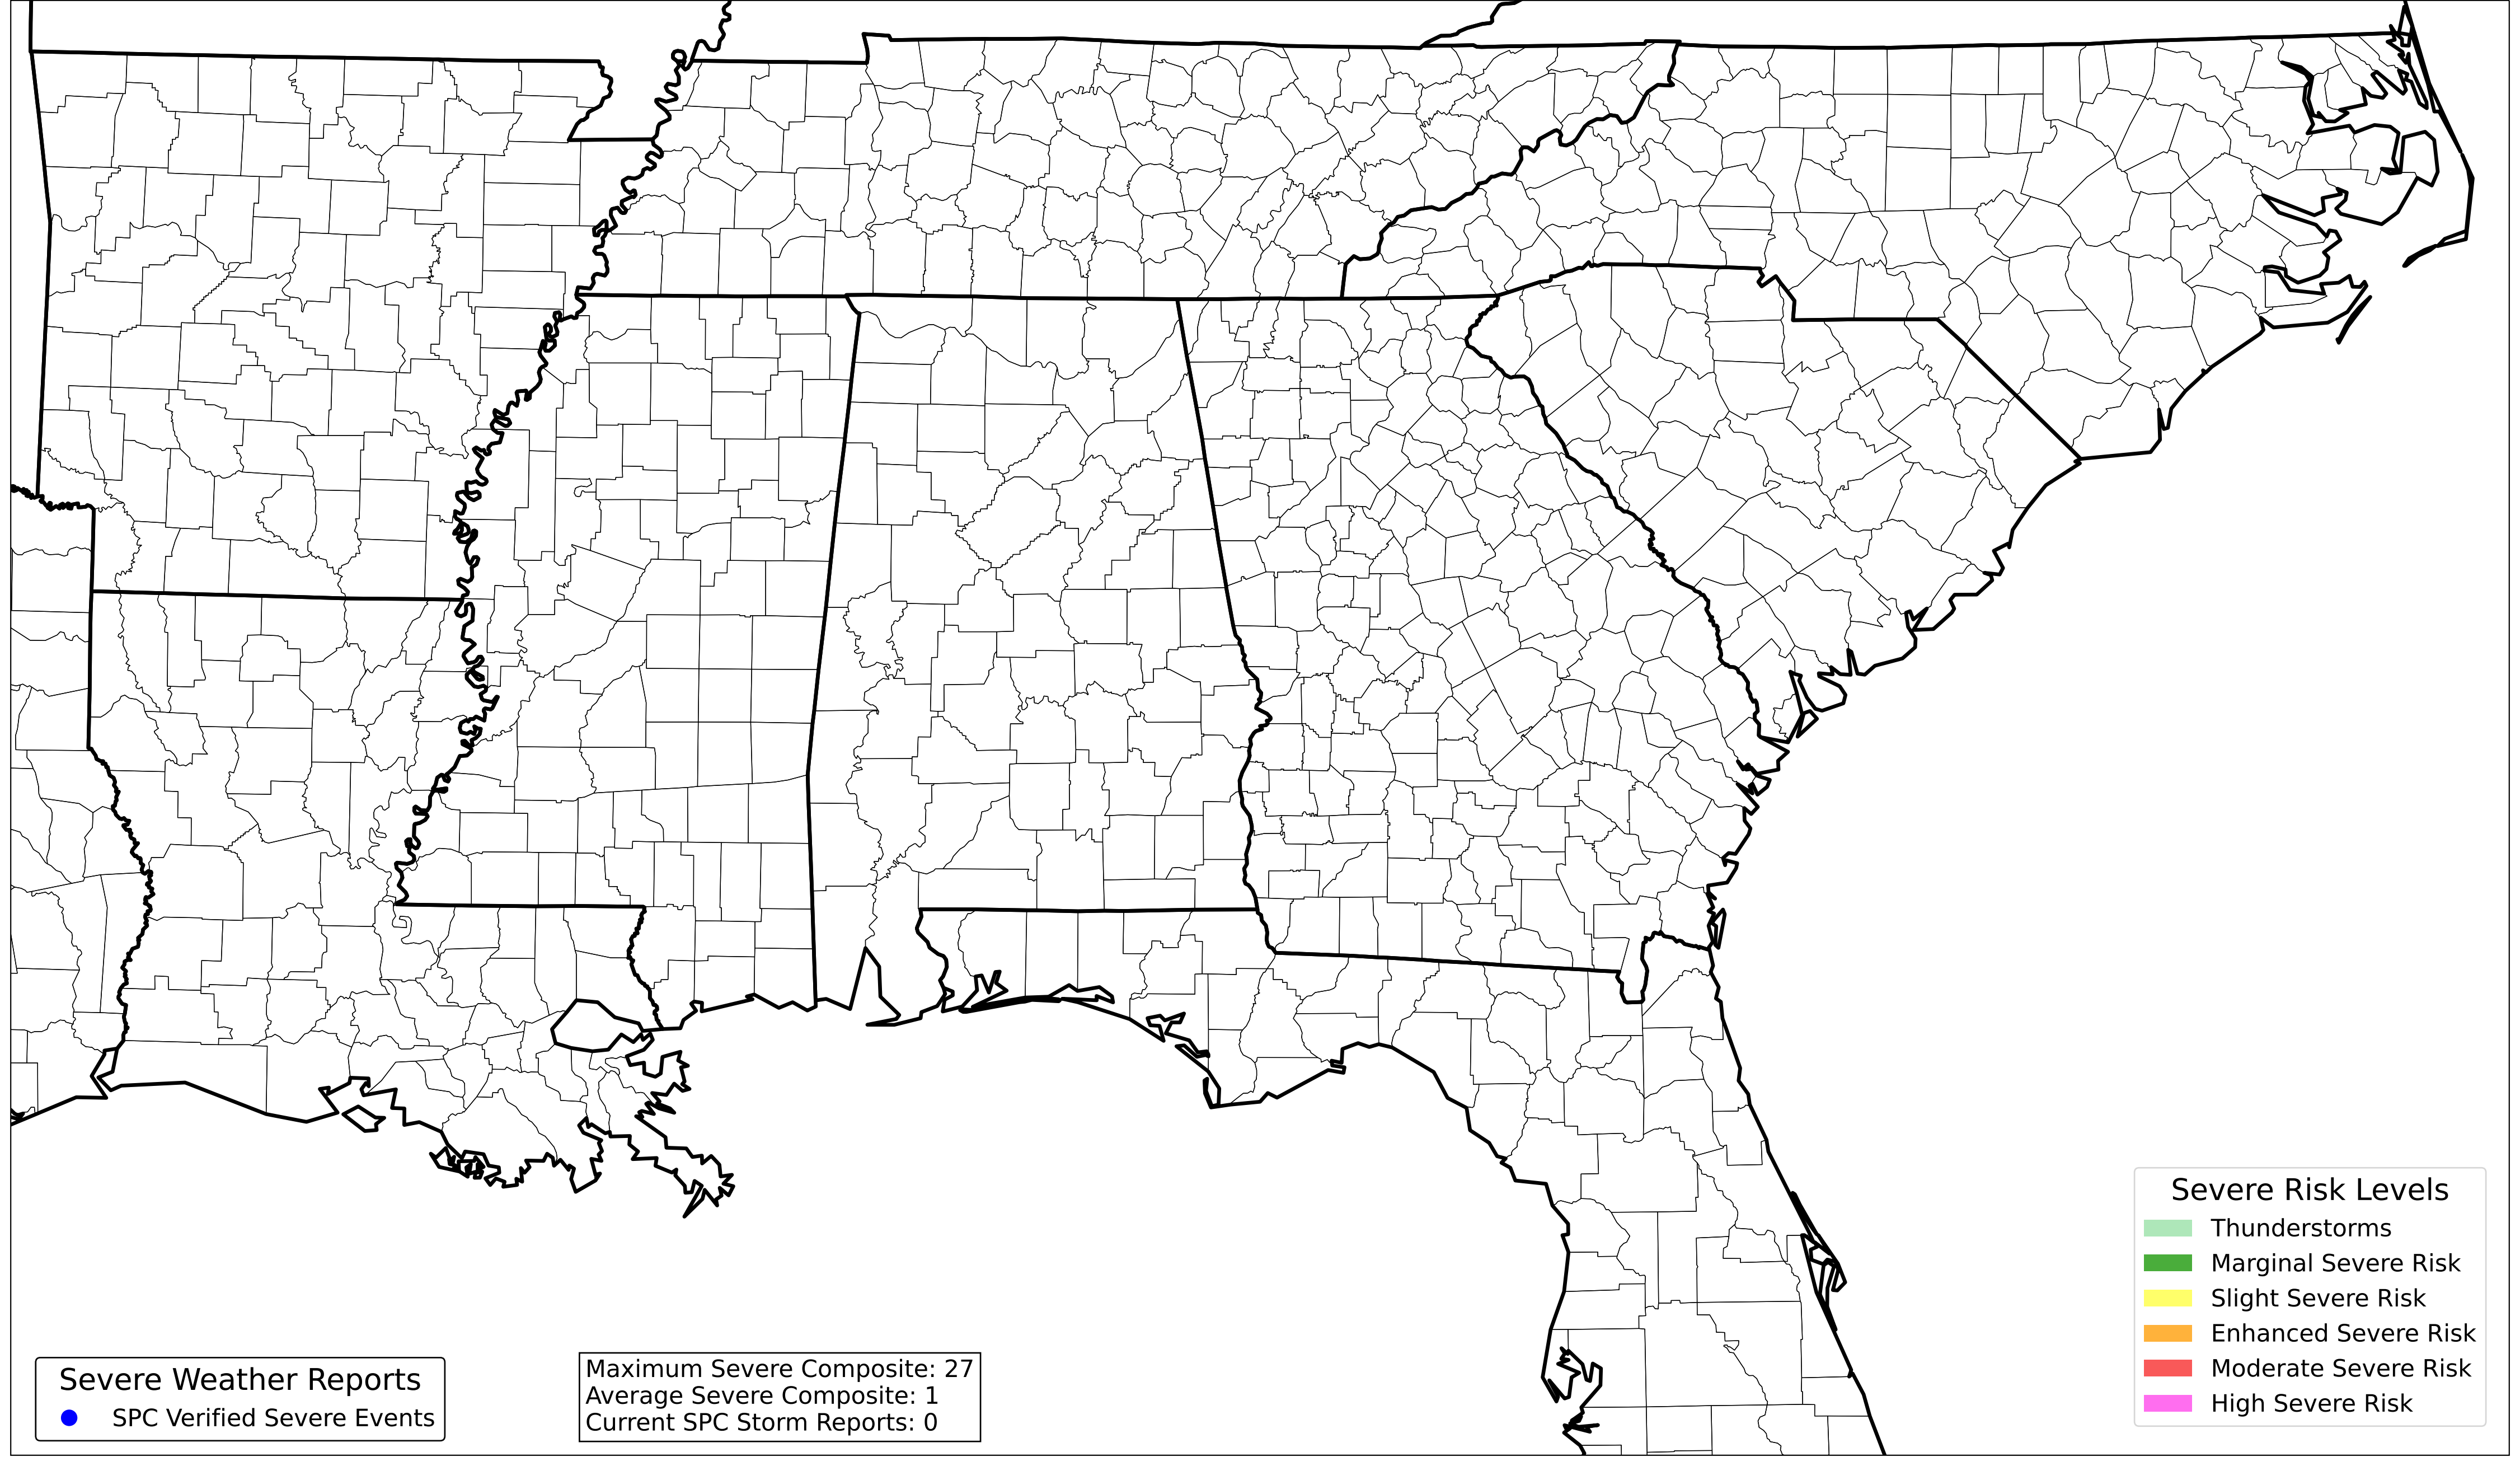 Severe Risk Levels
Thunderstorms
Marginal Severe Risk
Slight Severe Risk
Enhanced Severe Risk
Moderate Severe Risk
High Severe Risk
Severe Weather Reports
SPC Verified Severe Events
Maximum Severe Composite: 27
Average Severe Composite: 1
Current SPC Storm Reports: 0